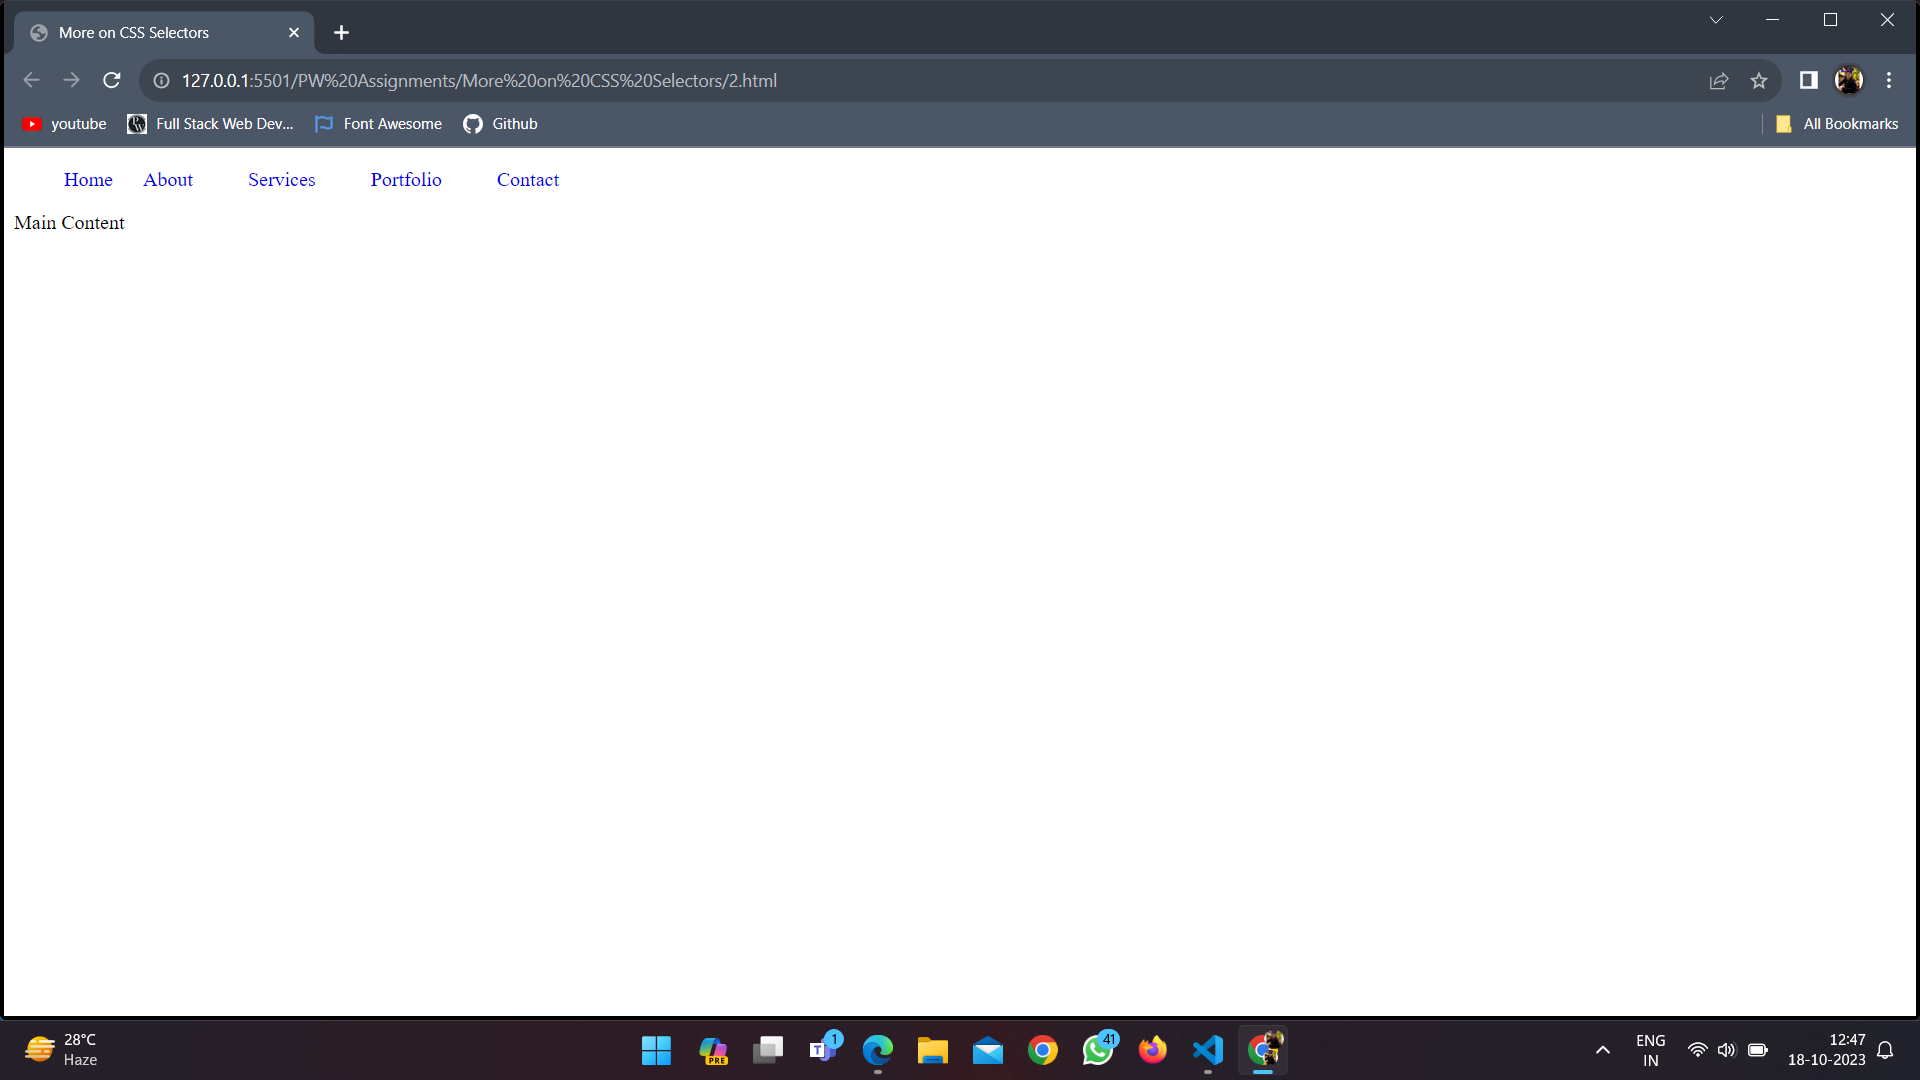 More on CSS Selectors
127.0.0.1:5501/PW%20Assignments/More%20on%20CSS%20Selectors/2.html
youtube PW Full Stack Web Dev... Font Awesome Github All Bookmarks
Home About Services Portfolio Contact
Main Content
28°C
Haze
PRE
T 1
41
ENG
IN
12:47
18-10-2023